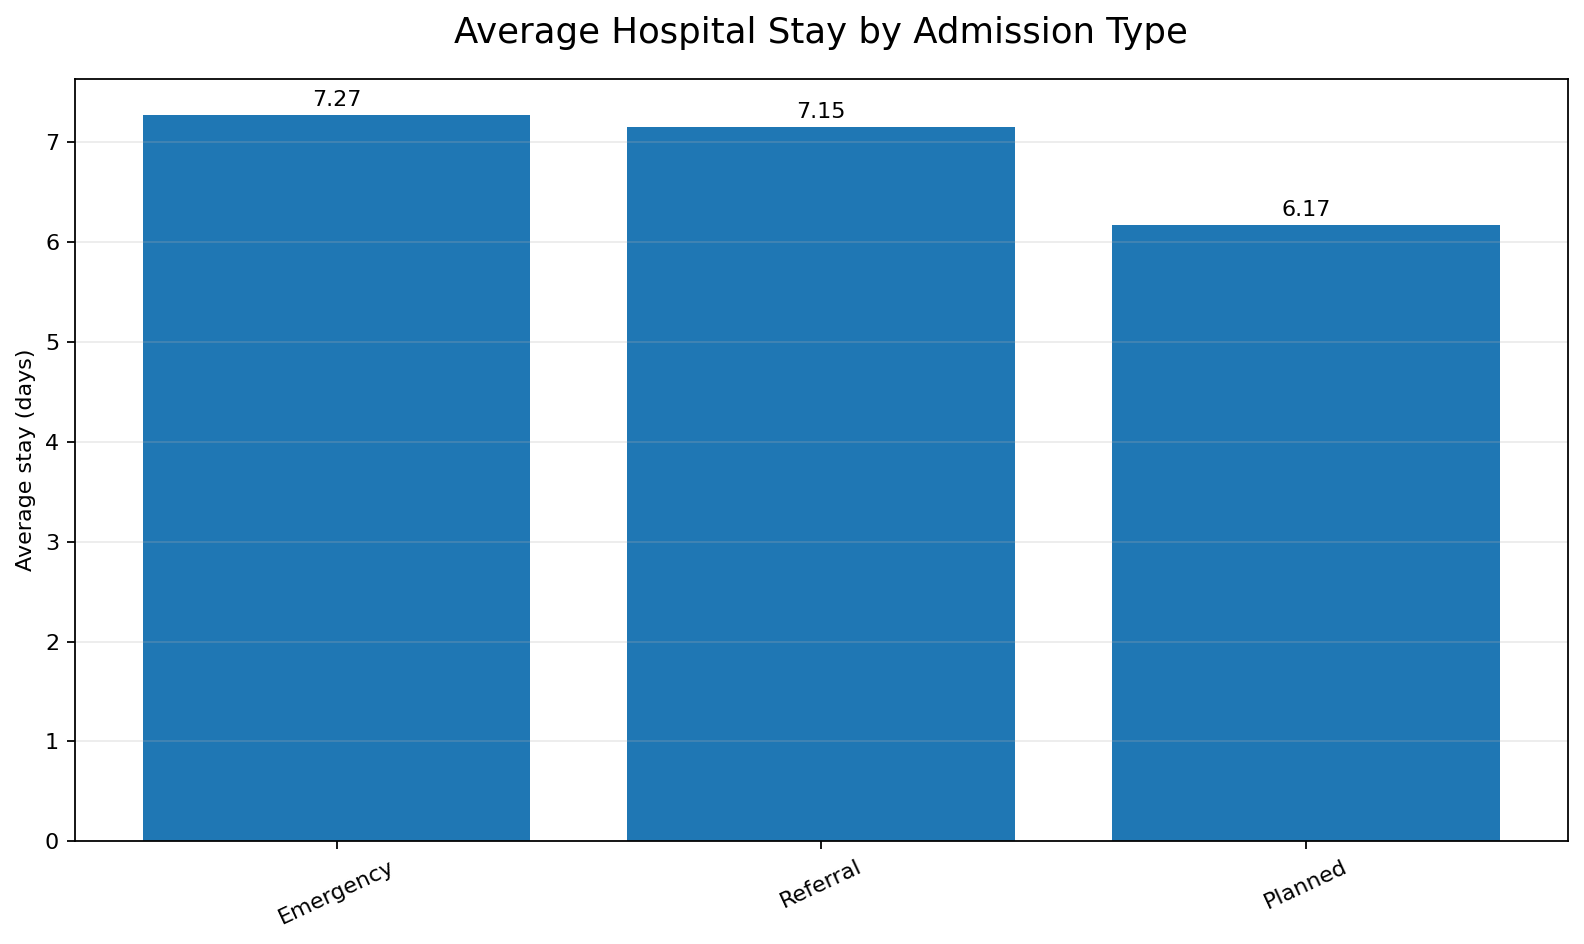 Average Hospital Stay by Admission Type
7.27
7.15
6.17
7
6
5
4
3
2
1
0
Average stay (days)
Emergency
Referral
Planned